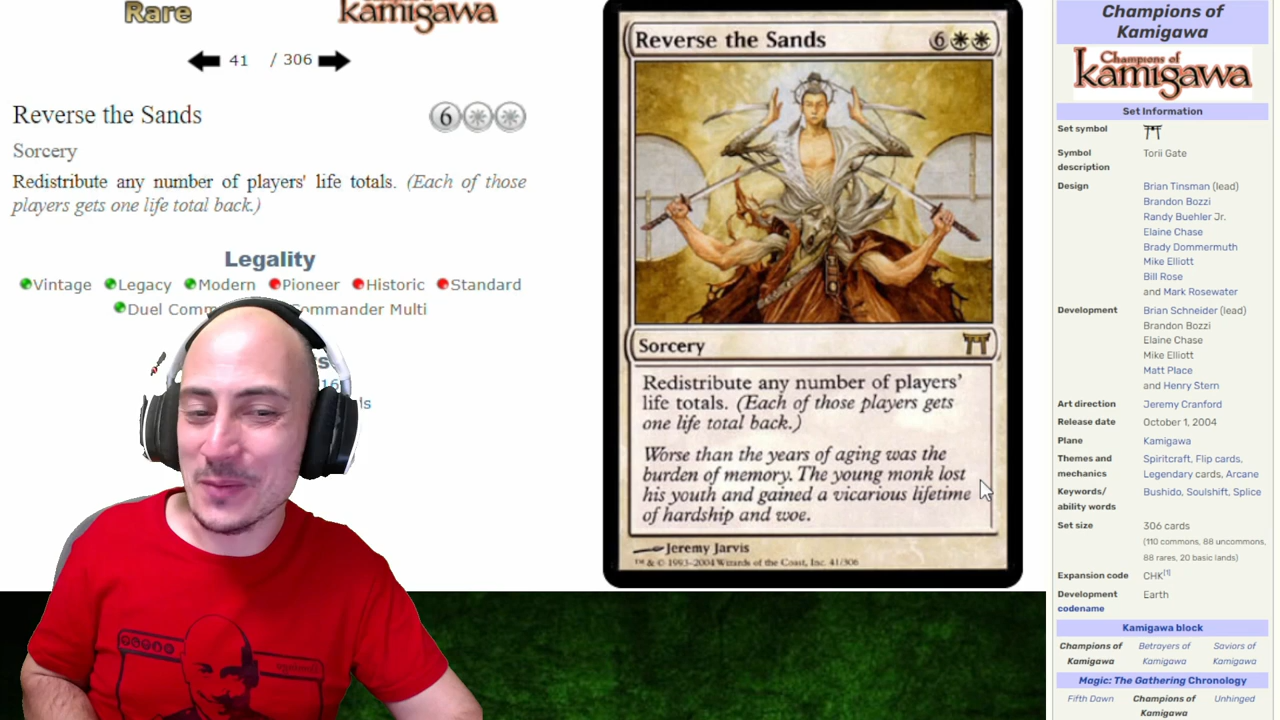 Rare
Champions of
kamigawa
41 / 306
Reverse the Sands 6
Sorcery
Redistribute any number of players' life totals. (Each of those
players gets one life total back.)
Legality
Vintage Legacy Modern Pioneer Historic Standard
Duel Comm ommander Multi
Reverse the Sands 6
Sorcery
Redistribute any number of players'
life totals. (Each of those players gets
one life total back.)
Worse than the years of aging was the
burden of memory. The young monk lost
his youth and gained a vicarious lifetime
of hardship and woe.
Jeremy Jarvis
™ & © 1993–2004 Wizards of the Coast, Inc. 41/306
Champions of
Kamigawa
Champions of
kamigawa
Set Information
Set symbol
Symbol description Torii Gate
Design Brian Tinsman (lead)
Brandon Bozzi
Randy Buehler Jr.
Elaine Chase
Brady Dommermuth
Mike Elliott
Bill Rose
and Mark Rosewater
Development Brian Schneider (lead)
Brandon Bozzi
Elaine Chase
Mike Elliott
Matt Place
and Henry Stern
Art direction Jeremy Cranford
Release date October 1, 2004
Plane Kamigawa
Themes and mechanics Spiritcraft, Flip cards,
Legendary cards, Arcane
Keywords/ability words Bushido, Soulshift, Splice
Set size 306 cards
(110 commons, 88 uncommons,
88 rares, 20 basic lands)
Expansion code CHK[1]
Development codename Earth
Kamigawa block
Champions of Kamigawa Betrayers of Kamigawa Saviors of Kamigawa
Magic: The Gathering Chronology
Fifth Dawn Champions of Kamigawa Unhinged